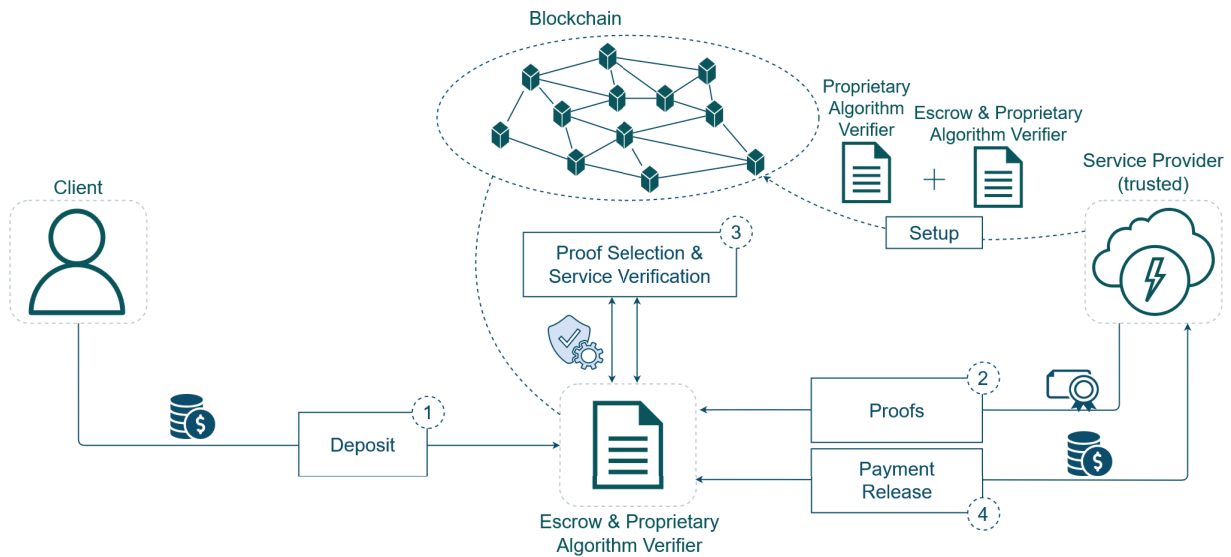 Blockchain
Proprietary
Algorithm
Verifier
Escrow & Proprietary
Algorithm Verifier
Service Provider
(trusted)
Client
Setup
3
Proof Selection &
Service Verification
2
Proofs
1
Deposit
$
$
Payment
Release
4
Escrow & Proprietary
Algorithm Verifier